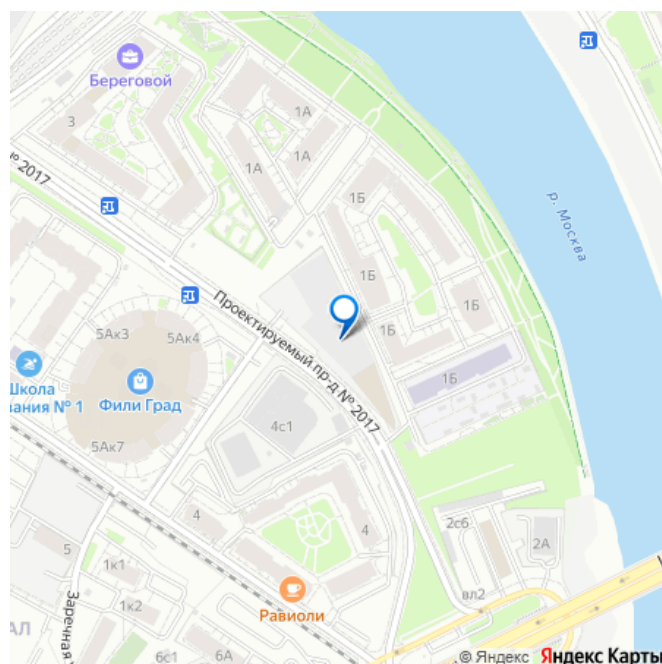 Береговой
3
1А
1А
1А
№ 2017
1Б
р. Москва
1Б
1Б
1Б
1Б
Проектируемый пр-д № 2017
5Ак3
5Ак4
Школа
вания № 1
Фили Град
5Ак7
4с1
4
4
2с6
2А
вл2
5
1к1
1к2
Заречная
Равиоли
АЛ
6с1
6А
© Яндекс Яндекс Карты